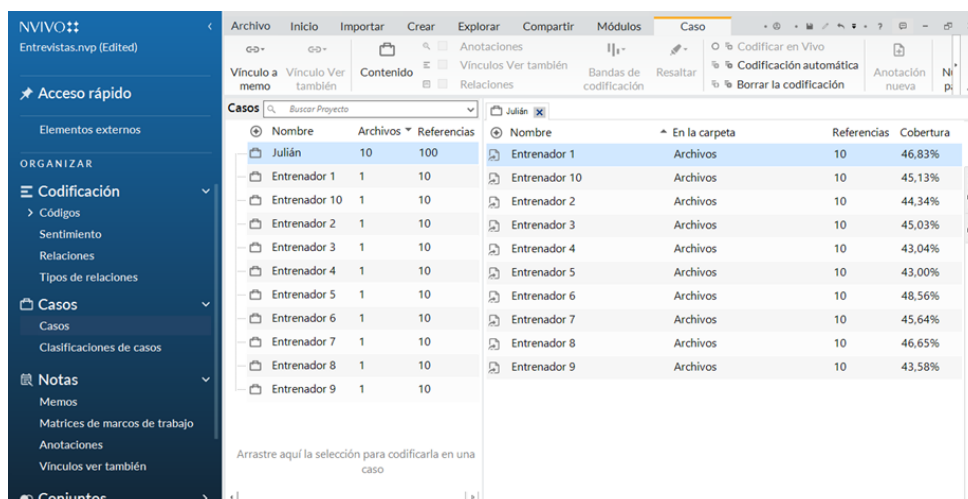 NVIVO
Entrevistas.nvp (Edited)
Acceso rápido
Elementos externos
ORGANIZAR
Codificación
Códigos
Sentimiento
Relaciones
Tipos de relaciones
Casos
Casos
Clasificaciones de casos
Notas
Memos
Matrices de marcos de trabajo
Anotaciones
Vínculos ver también
Conjuntos
Archivo Inicio Importar Crear Explorar Compartir Módulos Caso
Vínculo a memo
Vínculo Ver también
Contenido
Anotaciones
Vínculos Ver también
Relaciones
Bandas de codificación
Resaltar
Codificar en Vivo
Codificación automática
Borrar la codificación
Anotación nueva
Casos Buscar Proyecto
Nombre Archivos Referencias
Julián 10 100
Entrenador 1 1 10
Entrenador 10 1 10
Entrenador 2 1 10
Entrenador 3 1 10
Entrenador 4 1 10
Entrenador 5 1 10
Entrenador 6 1 10
Entrenador 7 1 10
Entrenador 8 1 10
Entrenador 9 1 10
Arrastre aquí la selección para codificarla en una
caso
Julián
Nombre En la carpeta Referencias Cobertura
Entrenador 1 Archivos 10 46,83%
Entrenador 10 Archivos 10 45,13%
Entrenador 2 Archivos 10 44,34%
Entrenador 3 Archivos 10 45,03%
Entrenador 4 Archivos 10 43,04%
Entrenador 5 Archivos 10 43,00%
Entrenador 6 Archivos 10 48,56%
Entrenador 7 Archivos 10 45,64%
Entrenador 8 Archivos 10 46,65%
Entrenador 9 Archivos 10 43,58%